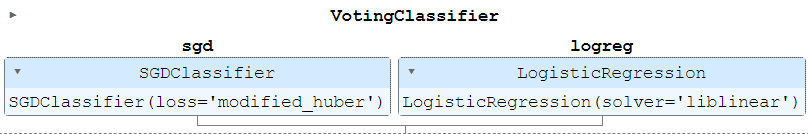 VotingClassifier
sgd
logreg
SGDClassifier
LogisticRegression
SGDClassifier(loss='modified_huber')
LogisticRegression(solver='liblinear')